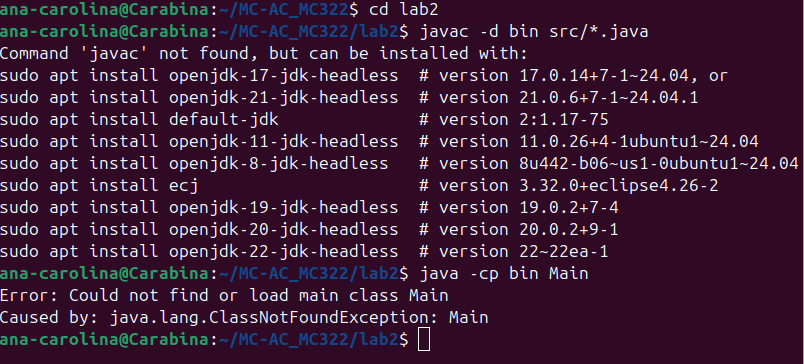 ana-carolina@Carabina:~/MC-AC_MC322$ cd lab2
ana-carolina@Carabina:~/MC-AC_MC322/lab2$ javac -d bin src/*.java
Command 'javac' not found, but can be installed with:
sudo apt install openjdk-17-jdk-headless  # version 17.0.14+7-1~24.04, or
sudo apt install openjdk-21-jdk-headless  # version 21.0.6+7-1~24.04.1
sudo apt install default-jdk              # version 2:1.17-75
sudo apt install openjdk-11-jdk-headless  # version 11.0.26+4-1ubuntu1~24.04
sudo apt install openjdk-8-jdk-headless   # version 8u442-b06~us1-0ubuntu1~24.04
sudo apt install ecj                      # version 3.32.0+eclipse4.26-2
sudo apt install openjdk-19-jdk-headless  # version 19.0.2+7-4
sudo apt install openjdk-20-jdk-headless  # version 20.0.2+9-1
sudo apt install openjdk-22-jdk-headless  # version 22~22ea-1
ana-carolina@Carabina:~/MC-AC_MC322/lab2$ java -cp bin Main
Error: Could not find or load main class Main
Caused by: java.lang.ClassNotFoundException: Main
ana-carolina@Carabina:~/MC-AC_MC322/lab2$